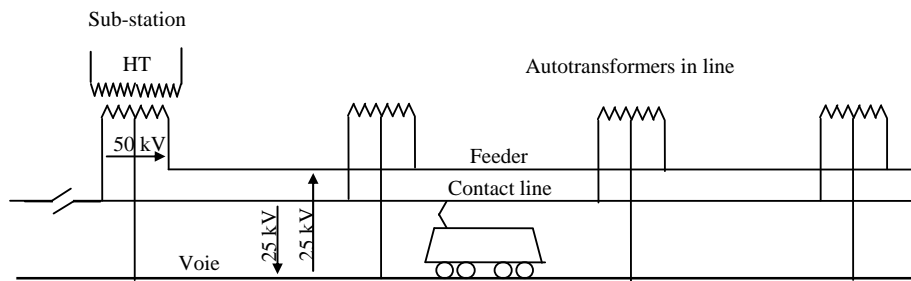 Sub-station
HT
Autotransformers in line
50 kV
Feeder
Contact line
25 kV
25 kV
Voie